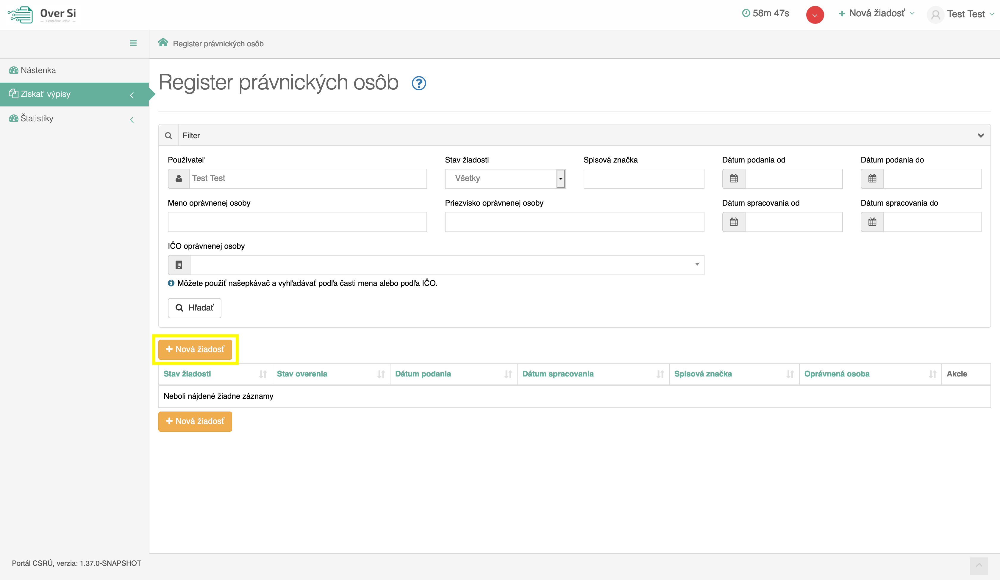 Over Si
– Centrálne údaje –
58m 47s
Nová žiadosť
Test Test
Register právnických osôb
Nástenka
Získať výpisy
Štatistiky
Register právnických osôb
Filter
Používateľ
Stav žiadosti
Spisová značka
Dátum podania od
Dátum podania do
Test Test
Všetky
Meno oprávnenej osoby
Priezvisko oprávnenej osoby
Dátum spracovania od
Dátum spracovania do
IČO oprávnenej osoby
Môžete použiť našepkávač a vyhľadávať podľa časti mena alebo podľa IČO.
Hľadať
Nová žiadosť
Stav žiadosti Stav overenia Dátum podania Dátum spracovania Spisová značka Oprávnená osoba Akcie
Neboli nájdené žiadne záznamy
Nová žiadosť
Portál CSRÚ, verzia: 1.37.0-SNAPSHOT